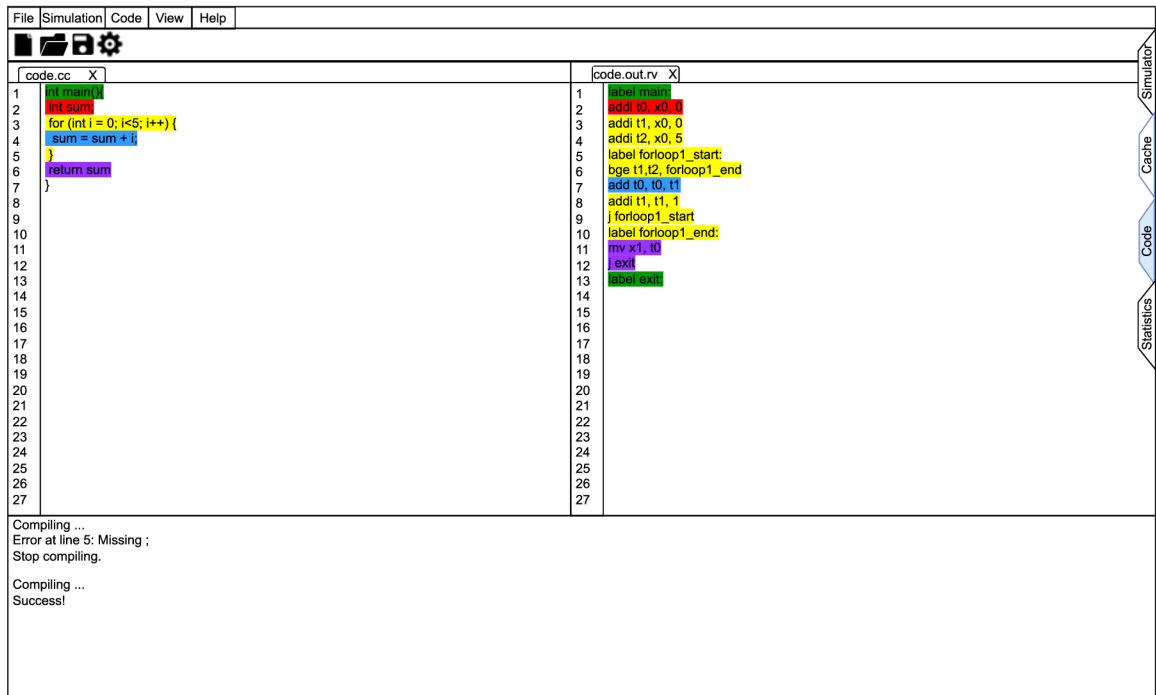 File Simulation Code View Help
code.cc X
1 int main(){
2 int sum;
3 for (int i = 0; i<5; i++) {
4 sum = sum + i;
5 }
6 return sum
7 }
8
9
10
11
12
13
14
15
16
17
18
19
20
21
22
23
24
25
26
27
code.out.rv X
1 label main:
2 addi t0, x0, 0
3 addi t1, x0, 0
4 addi t2, x0, 5
5 label forloop1_start:
6 bge t1,t2, forloop1_end
7 add t0, t0, t1
8 addi t1, t1, 1
9 j forloop1_start
10 label forloop1_end:
11 mv x1, t0
12 j exit
13 label exit:
14
15
16
17
18
19
20
21
22
23
24
25
26
27
Simulator
Cache
Code
Statistics
Compiling ...
Error at line 5: Missing ;
Stop compiling.
Compiling ...
Success!